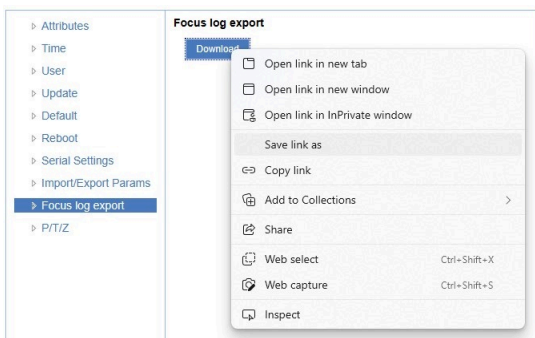 Attributes
Time
User
Update
Default
Reboot
Serial Settings
Import/Export Params
Focus log export
P/T/Z
Focus log export
Download
Open link in new tab
Open link in new window
Open link in InPrivate window
Save link as
Copy link
Add to Collections
Share
Web select Ctrl+Shift+X
Web capture Ctrl+Shift+S
Inspect